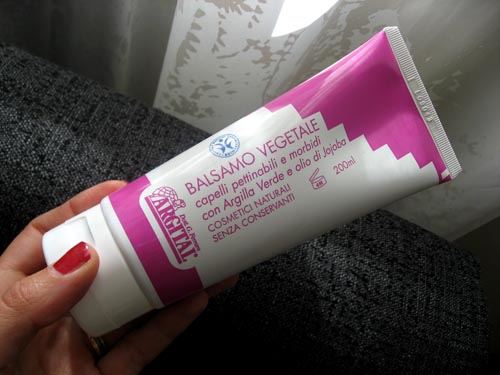 BALSAMO VEGETALE
capelli pettinabili e morbidi
con Argilla Verde e olio di Jojoba
COSMETICI NATURALI
SENZA CONSERVANTI
200ml
ARGITAL